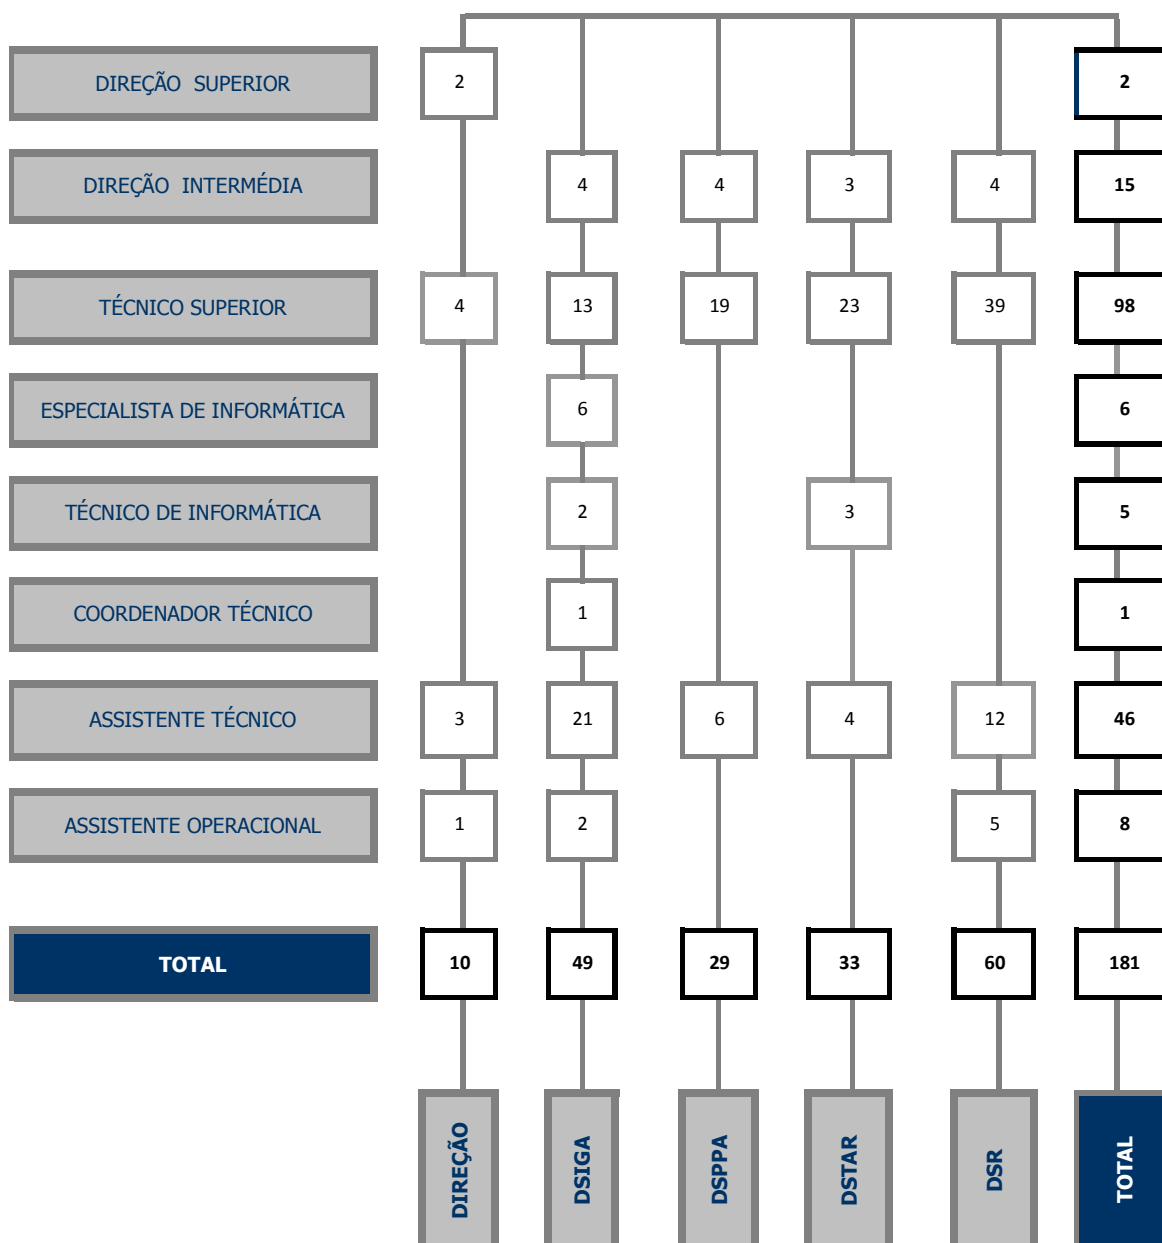 DIREÇÃO SUPERIOR 2 2
DIREÇÃO INTERMÉDIA 4 4 3 4 15
TÉCNICO SUPERIOR 4 13 19 23 39 98
ESPECIALISTA DE INFORMÁTICA 6 6
TÉCNICO DE INFORMÁTICA 2 3 5
COORDENADOR TÉCNICO 1 1
ASSISTENTE TÉCNICO 3 21 6 4 12 46
ASSISTENTE OPERACIONAL 1 2 5 8
TOTAL 10 49 29 33 60 181
DIREÇÃO DSIGA DSPPA DSTAR DSR TOTAL